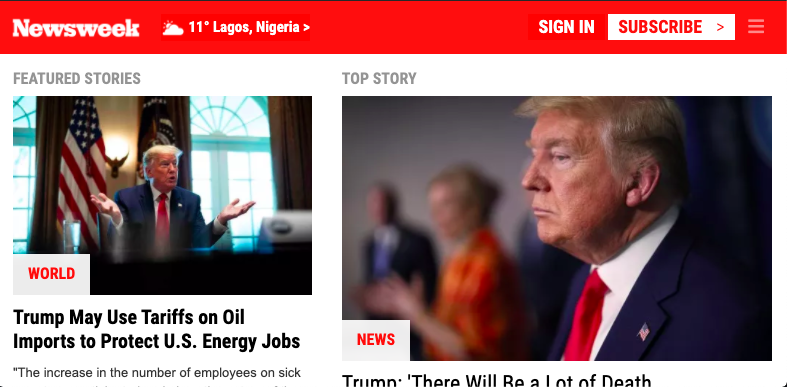 Newsweek
11° Lagos, Nigeria >
SIGN IN
SUBSCRIBE >
FEATURED STORIES
WORLD
Trump May Use Tariffs on Oil
Imports to Protect U.S. Energy Jobs
"The increase in the number of employees on sick
TOP STORY
NEWS
Trump: 'There Will Be a Lot of Death